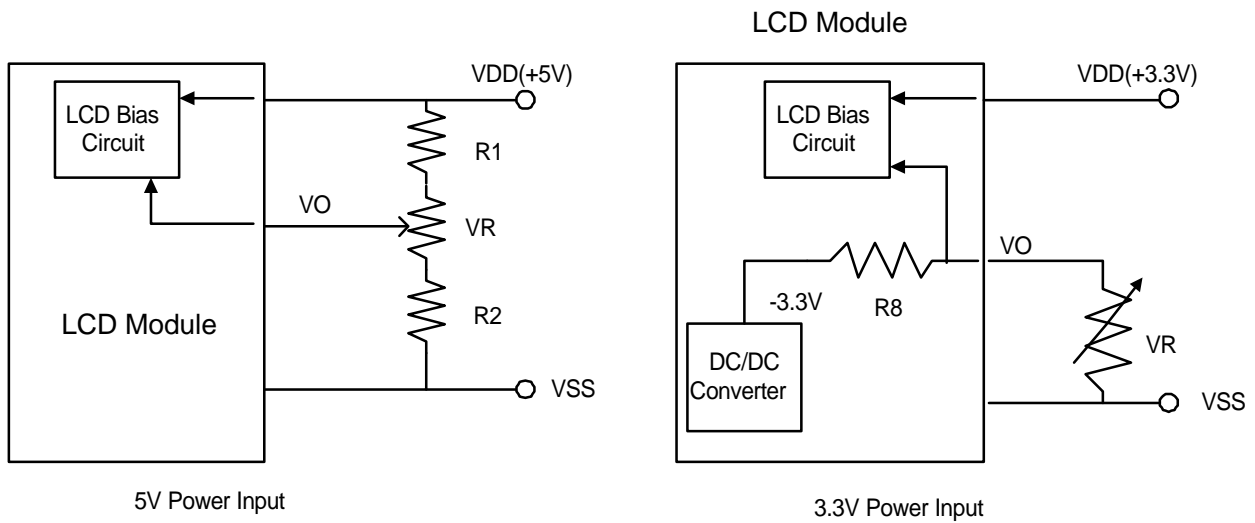 LCD Module
VDD(+5V)
LCD Bias
Circuit
R1
VO
VR
LCD Module
R2
VSS
5V Power Input
VDD(+3.3V)
LCD Bias
Circuit
VO
-3.3V
R8
VR
DC/DC
Converter
VSS
3.3V Power Input